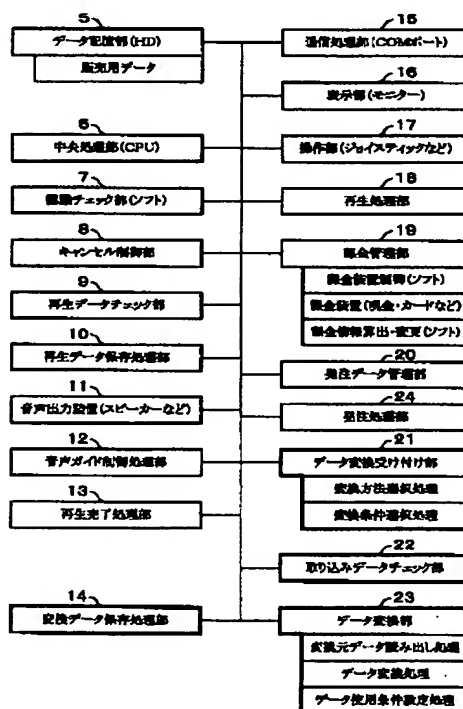 5
データ記憶部(HD)
販売用データ
6
中央処理部(CPU)
7
稼動チェック部(ソフト)
8
キャンセル制御部
9
再生データチェック部
10
再生データ保存処理部
11
音声出力装置(スピーカーなど)
12
音声ガイド制御処理部
13
再生完了処理部
14
変換データ保存処理部
15
通信処理部(COMポート)
16
表示部(モニター)
17
操作部(ジョイスティックなど)
18
再生処理部
19
課金管理部
課金装置制御(ソフト)
課金装置(現金・カードなど)
課金情報算出・変更(ソフト)
20
発注データ管理部
24
発注処理部
21
データ変換受け付け部
変換方法選択処理
変換条件選択処理
22
取り込みデータチェック部
23
データ変換部
変換元データ読み出し処理
データ変換処理
データ使用条件設定処理